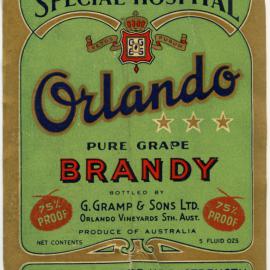 SPECIAL HOSPITAL
Orlando
PURE GRAPE
BRANDY
BOTTLED BY
G. GRAMP & SONS LTD.
ORLANDO VINEYARDS STH. AUST.
75% PROOF
75% PROOF
PRODUCE OF AUSTRALIA
NET CONTENTS
5 FLUID OZS